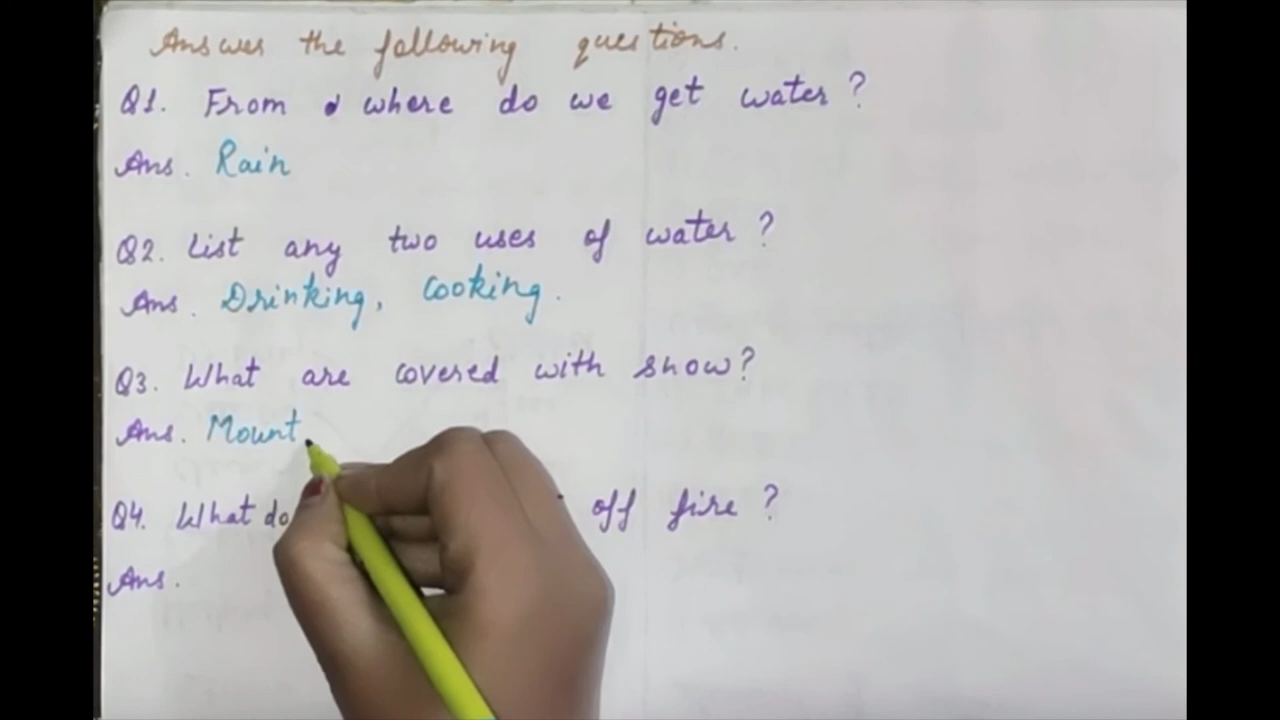 Answer the following questions.
Q1. From where do we get water?
Ans. Rain
Q2. List any two uses of water?
Ans. Drinking, Cooking.
Q3. What are covered with snow?
Ans. Mount
Q4. What do off fire?
Ans.